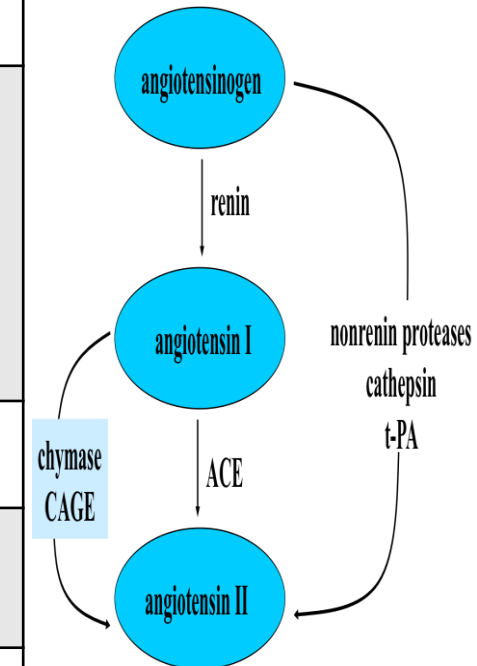 angiotensinogen
renin
angiotensin I
nonrenin proteases
cathepsin
t-PA
chymase
CAGE
ACE
angiotensin II